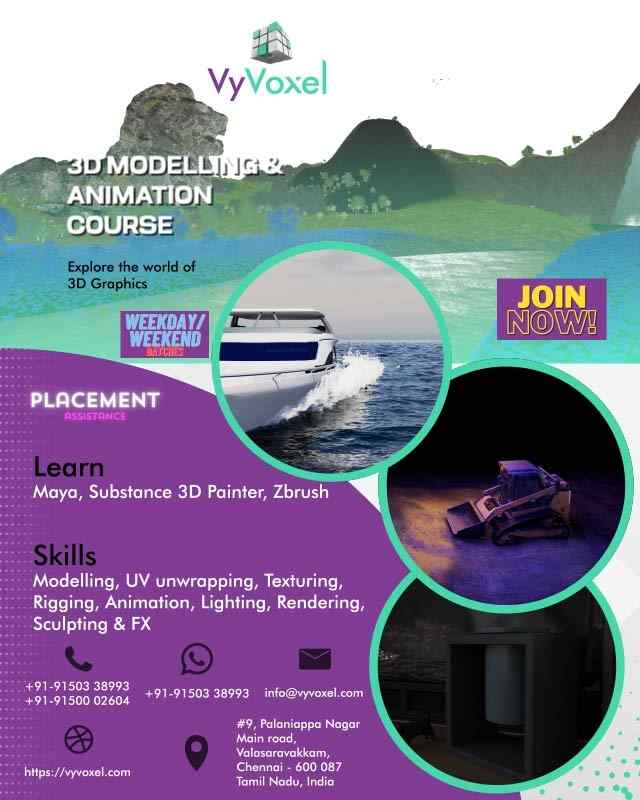 VyVoxel
3D MODELLING &
ANIMATION
COURSE
Explore the world of
3D Graphics
WEEKDAY/
WEEKEND
BATCHES
JOIN
NOW!
PLACEMENT
ASSISTANCE
Learn
Maya, Substance 3D Painter, Zbrush
Skills
Modelling, UV unwrapping, Texturing,
Rigging, Animation, Lighting, Rendering,
Sculpting & FX
+91-91503 38993
+91-91500 02604
+91-91503 38993
info@vyvoxel.com
https://vyvoxel.com
#9, Palaniappa Nagar
Main road,
Valasaravakkam,
Chennai - 600 087
Tamil Nadu, India